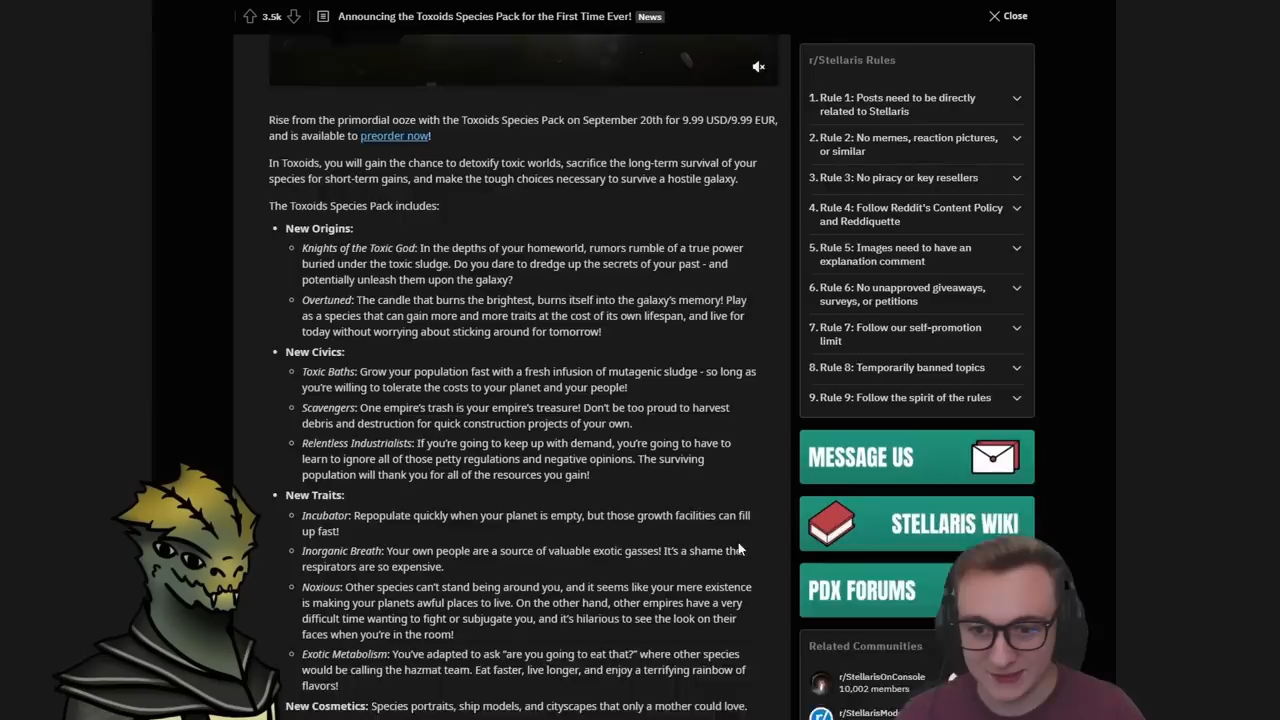 3.5k
Announcing the Toxoids Species Pack for the First Time Ever! News
Close
Rise from the primordial ooze with the Toxoids Species Pack on September 20th for 9.99 USD/9.99 EUR,
and is available to preorder now!
In Toxoids, you will gain the chance to detoxify toxic worlds, sacrifice the long-term survival of your
species for short-term gains, and make the tough choices necessary to survive a hostile galaxy.
The Toxoids Species Pack includes:
• New Origins:
Knights of the Toxic God: In the depths of your homeworld, rumors rumble of a true power
buried under the toxic sludge. Do you dare to dredge up the secrets of your past - and
potentially unleash them upon the galaxy?
Overtuned: The candle that burns the brightest, burns itself into the galaxy's memory! Play
as a species that can gain more and more traits at the cost of its own lifespan, and live for
today without worrying about sticking around for tomorrow!
• New Civics:
Toxic Baths: Grow your population fast with a fresh infusion of mutagenic sludge - so long as
you're willing to tolerate the costs to your planet and your people!
Scavengers: One empire's trash is your empire's treasure! Don't be too proud to harvest
debris and destruction for quick construction projects of your own.
Relentless Industrialists: If you're going to keep up with demand, you're going to have to
learn to ignore all of those petty regulations and negative opinions. The surviving
population will thank you for all of the resources you gain!
• New Traits:
Incubator: Repopulate quickly when your planet is empty, but those growth facilities can fill
up fast!
Inorganic Breath: Your own people are a source of valuable exotic gasses! It's a shame the
respirators are so expensive.
Noxious: Other species can't stand being around you, and it seems like your mere existence
is making your planets awful places to live. On the other hand, other empires have a very
difficult time wanting to fight or subjugate you, and it's hilarious to see the look on their
faces when you're in the room!
Exotic Metabolism: You've adapted to ask "are you going to eat that?" where other species
would be calling the hazmat team. Eat faster, live longer, and enjoy a terrifying rainbow of
flavors!
New Cosmetics: Species portraits, ship models, and cityscapes that only a mother could love.
r/Stellaris Rules
1. Rule 1: Posts need to be directly
related to Stellaris
2. Rule 2: No memes, reaction pictures,
or similar
3. Rule 3: No piracy or key resellers
4. Rule 4: Follow Reddit's Content Policy
and Reddiquette
5. Rule 5: Images need to have an
explanation comment
6. Rule 6: No unapproved giveaways,
surveys, or petitions
7. Rule 7: Follow our self-promotion
limit
8. Rule 8: Temporarily banned topics
9. Rule 9: Follow the spirit of the rules
MESSAGE US
STELLARIS WIKI
PDX FORUMS
Related Communities
r/StellarisOnConsole
10,002 members